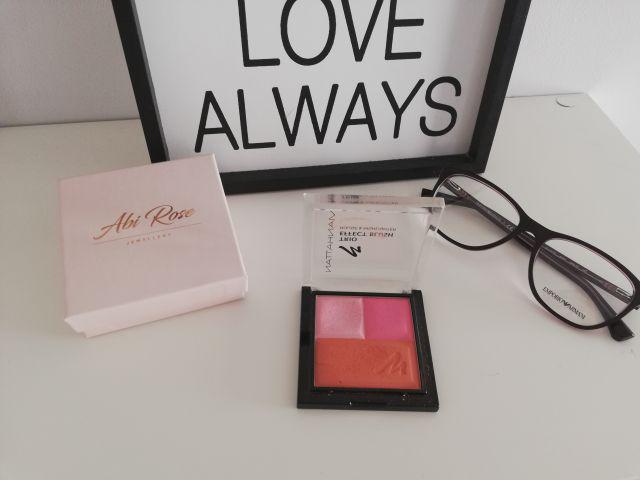 LOVE
ALWAYS
Abi Rose
JEWELLERY
MANHATTAN
TRIO
EFFECT BLUSH
EMPORIO ARMANI